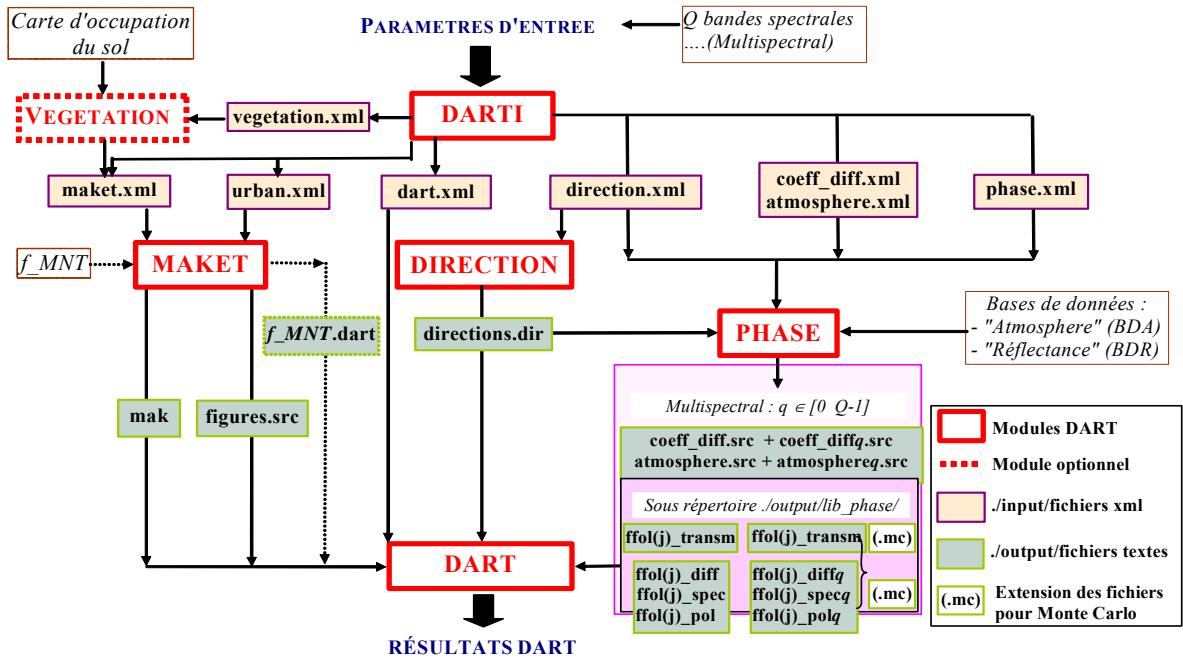 Carte d'occupation
du sol
PARAMETRES D'ENTREE
Q bandes spectrales
....(Multispectral)
VEGETATION
vegetation.xml
DARTI
maket.xml
urban.xml
dart.xml
direction.xml
coeff_diff.xml
atmosphere.xml
phase.xml
f_MNT
MAKET
DIRECTION
f_MNT.dart
directions.dir
PHASE
Bases de données :
- "Atmosphere" (BDA)
- "Réflectance" (BDR)
mak
figures.src
Multispectral : q ∈ [0 Q-1]
coeff_diff.src + coeff_diffq.src
atmosphere.src + atmosphereq.src
Sous répertoire ./output/lib_phase/
ffol(j)_transm
ffol(j)_transm
(.mc)
ffol(j)_diff
ffol(j)_spec
ffol(j)_pol
ffol(j)_diffq
ffol(j)_specq
ffol(j)_polq
(.mc)
DART
RÉSULTATS DART
Modules DART
Module optionnel
./input/fichiers xml
./output/fichiers textes
(.mc)
Extension des fichiers
pour Monte Carlo